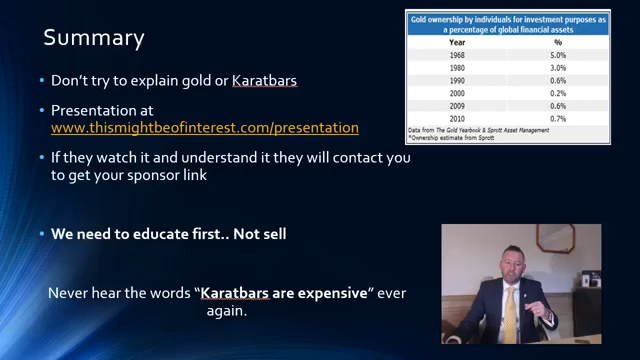 Summary
Don't try to explain gold or Karatbars
Presentation at
www.thismightbeofinterest.com/presentation
If they watch it and understand it they will contact you
to get your sponsor link
We need to educate first.. Not sell
Never hear the words “Karatbars are expensive” ever
again.
Gold ownership by individuals for investment purposes as
a percentage of global financial assets
Year %
1968 5.0%
1980 3.0%
1990 0.6%
2000 0.2%
2009 0.6%
2010 0.7%
Data from The Gold Yearbook & Sprott Asset Management
*Ownership estimate from Sprott